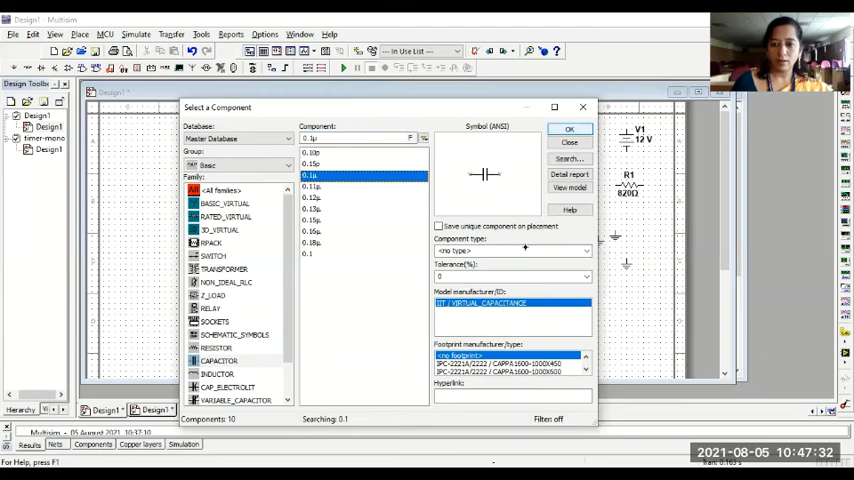 Design1 - Multisim
File Edit View Place MCU Simulate Transfer Tools Reports Options Window Help
--- In Use List ---
Design Toolbox
Design1 *
Design1
Design1
timer-mono
Design1
Select a Component
Database:
Master Database
Group:
Basic
Family:
<All families>
BASIC_VIRTUAL
RATED_VIRTUAL
3D_VIRTUAL
RPACK
SWITCH
TRANSFORMER
NON_IDEAL_RLC
Z_LOAD
RELAY
SOCKETS
SCHEMATIC_SYMBOLS
RESISTOR
CAPACITOR
INDUCTOR
CAP_ELECTROLIT
VARIABLE_CAPACITOR
Component:
0.1µ F
0.10p
0.15p
0.1µ
0.11µ
0.12µ
0.13µ
0.15µ
0.16µ
0.18µ
0.1
Symbol (ANSI)
Save unique component on placement
Component type:
<no type>
Tolerance(%):
0
Model manufacturer/ID:
IIT / VIRTUAL_CAPACITANCE
Footprint manufacturer/type:
<no footprint>
IPC-2221A/2222 / CAPPA1600-1000X450
IPC-2221A/2222 / CAPPA1600-1000X500
Hyperlink:
OK
Close
Search...
Detail report
View model
Help
Components: 10 Searching: 0.1 Filter: off
V1
12 V
R1
820Ω
Hierarchy Design1 * Design1 *
Multisim - 05 August 2021, 10:37:10
Results Nets Components Copper layers Simulation
For Help, press F1
-
Tran: 0.163 s
2021-08-05 10:47:32